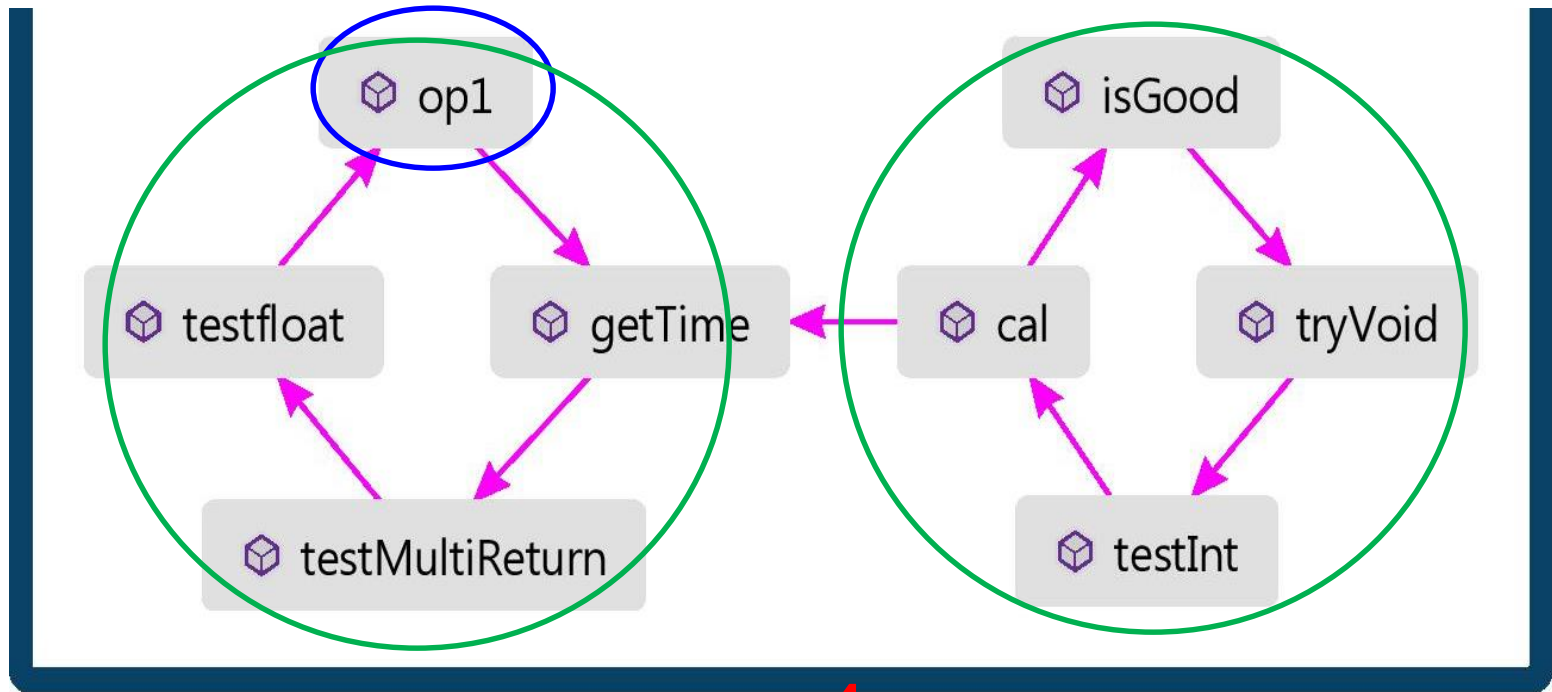 op1
isGood
testfloat
getTime
cal
tryVoid
testMultiReturn
testInt